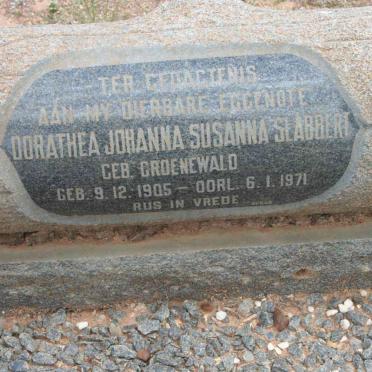 TER GEDAGTENIS
AAN MY DIERBARE EGGENOTE
DORATHEA JOHANNA SUSANNA SLABBERT
GEB. GROENEWALD
GEB. 9. 12. 1905 – OORL. 6. 1. 1971
RUS IN VREDE